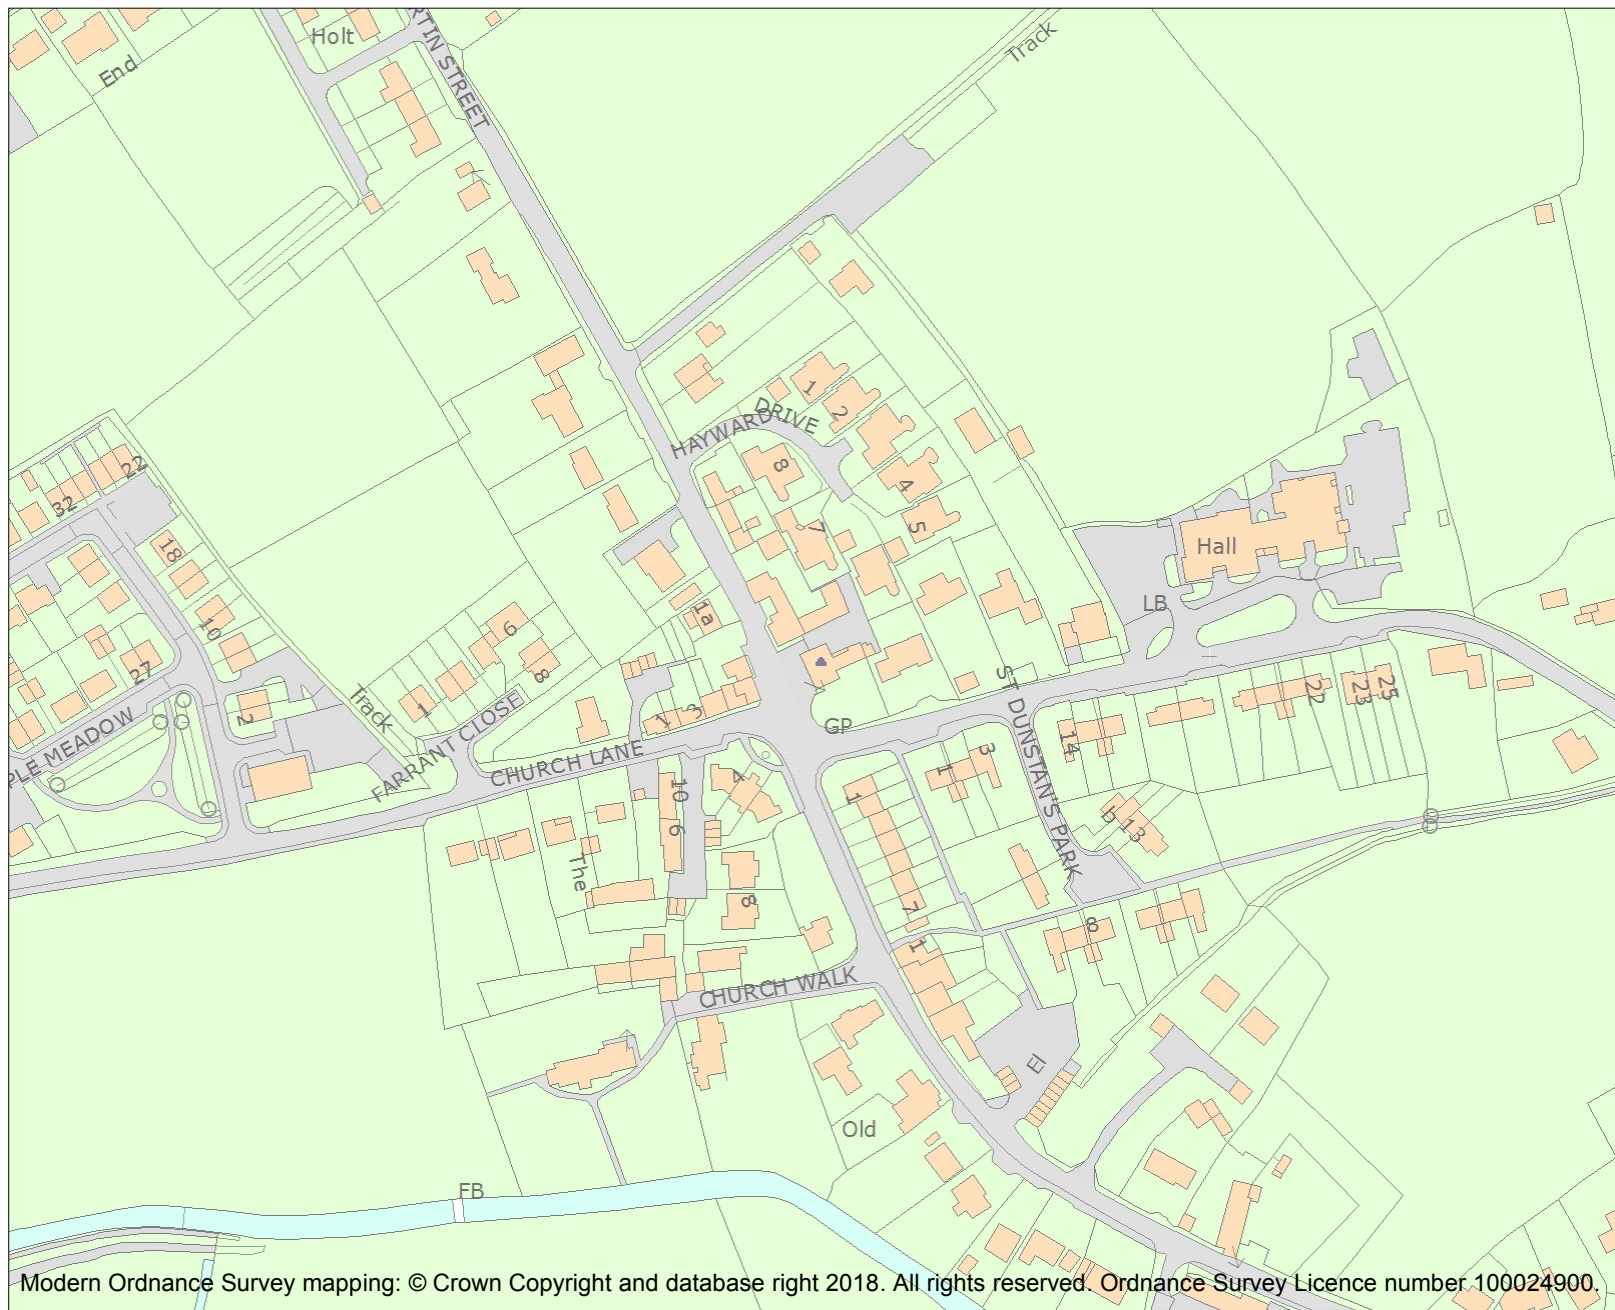 Holt
RTIN STREET
Track
End
DRIVE
HAYWARD
1
2
8
4
22
32
7
5
18
Hall
LB
1a
10
6
27
8
ST DUNSTAN'S PARK
Track
1
2
1
3
22
23
25
GP
PLE MEADOW
FARRANT CLOSE
CHURCH LANE
14
3
1
10
4
1
6
b
13
The
8
7
8
1
CHURCH WALK
El
Old
FB
Modern Ordnance Survey mapping: © Crown Copyright and database right 2018. All rights reserved. Ordnance Survey Licence number 100024900.